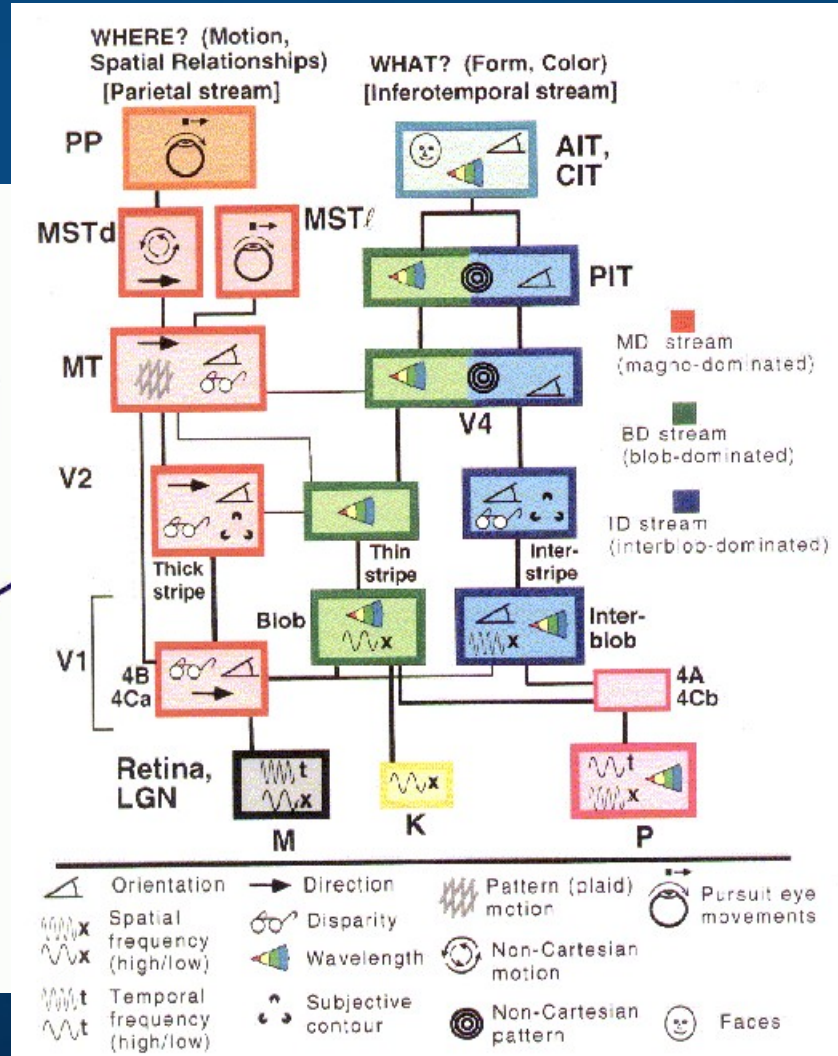 WHERE? (Motion,
Spatial Relationships)
[Parietal stream]
WHAT? (Form, Color)
[Inferotemporal stream]
PP
AIT,
CIT
MSTd
MSTℓ
PIT
MT
V4
MD stream
(magno-dominated)
BD stream
(blob-dominated)
ID stream
(interblob-dominated)
V2
Thick
stripe
Thin
stripe
Inter-
stripe
V1
Blob
x
x
Inter-
blob
4B
4Ca
4A
4Cb
Retina,
LGN
t
x
M
x
K
t
x
P
Orientation
x
x
Spatial
frequency
(high/low)
t
t
Temporal
frequency
(high/low)
Direction
Disparity
Wavelength
Subjective
contour
Pattern (plaid)
motion
Non-Cartesian
motion
Non-Cartesian
pattern
Pursuit eye
movements
Faces